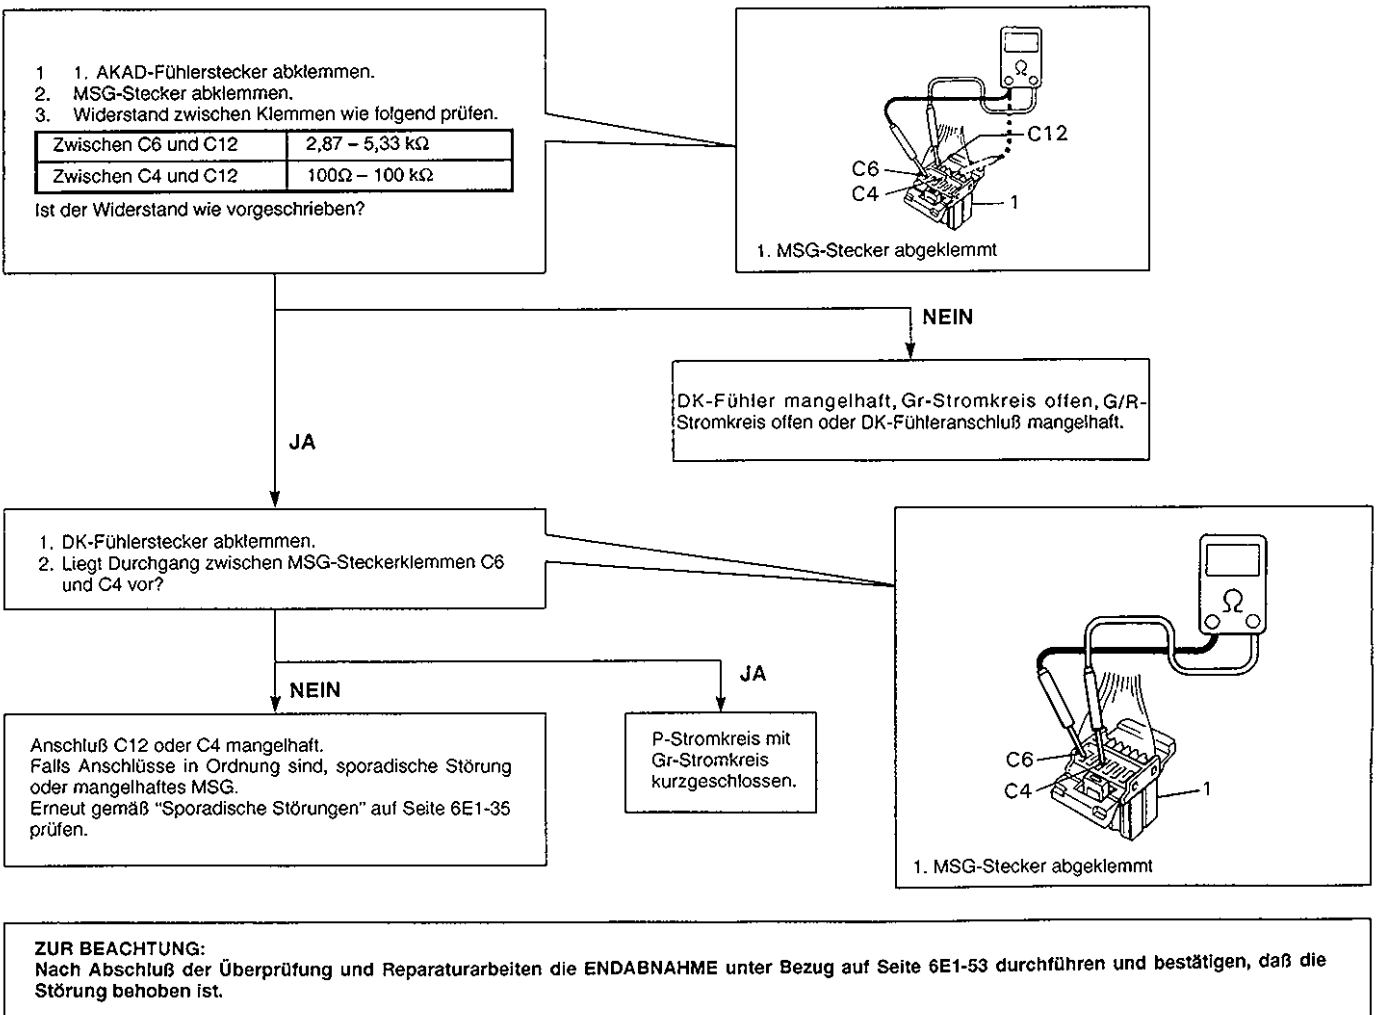 1 1. AKAD-Fühlerstecker abklemmen.
2. MSG-Stecker abklemmen.
3. Widerstand zwischen Klemmen wie folgend prüfen.
Zwischen C6 und C12 2,87 – 5,33 kΩ
Zwischen C4 und C12 100Ω – 100 kΩ
Ist der Widerstand wie vorgeschrieben?
Ω
C12
C6
C4
1
1. MSG-Stecker abgeklemmt
NEIN
DK-Fühler mangelhaft, Gr-Stromkreis offen, G/R-
Stromkreis offen oder DK-Fühleranschluß mangelhaft.
JA
1. DK-Fühlerstecker abklemmen.
2. Liegt Durchgang zwischen MSG-Steckerklemmen C6
und C4 vor?
Ω
C6
C4
1
1. MSG-Stecker abgeklemmt
NEIN
JA
Anschluß C12 oder C4 mangelhaft.
Falls Anschlüsse in Ordnung sind, sporadische Störung
oder mangelhaftes MSG.
Erneut gemäß “Sporadische Störungen” auf Seite 6E1-35
prüfen.
P-Stromkreis mit
Gr-Stromkreis
kurzgeschlossen.
ZUR BEACHTUNG:
Nach Abschluß der Überprüfung und Reparaturarbeiten die ENDABNAHME unter Bezug auf Seite 6E1-53 durchführen und bestätigen, daß die
Störung behoben ist.